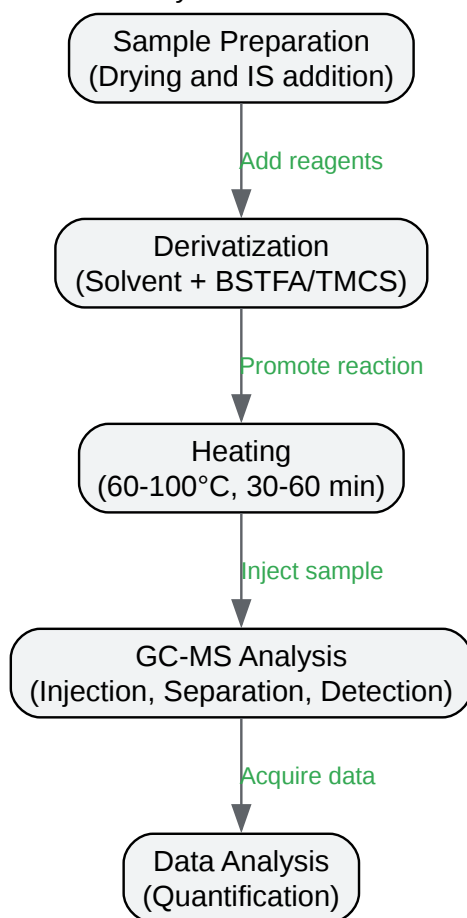 Sample Preparation
(Drying and IS addition)
Add reagents
Derivatization
(Solvent + BSTFA/TMCS)
Promote reaction
Heating
(60-100°C, 30-60 min)
Inject sample
GC-MS Analysis
(Injection, Separation, Detection)
Acquire data
Data Analysis
(Quantification)